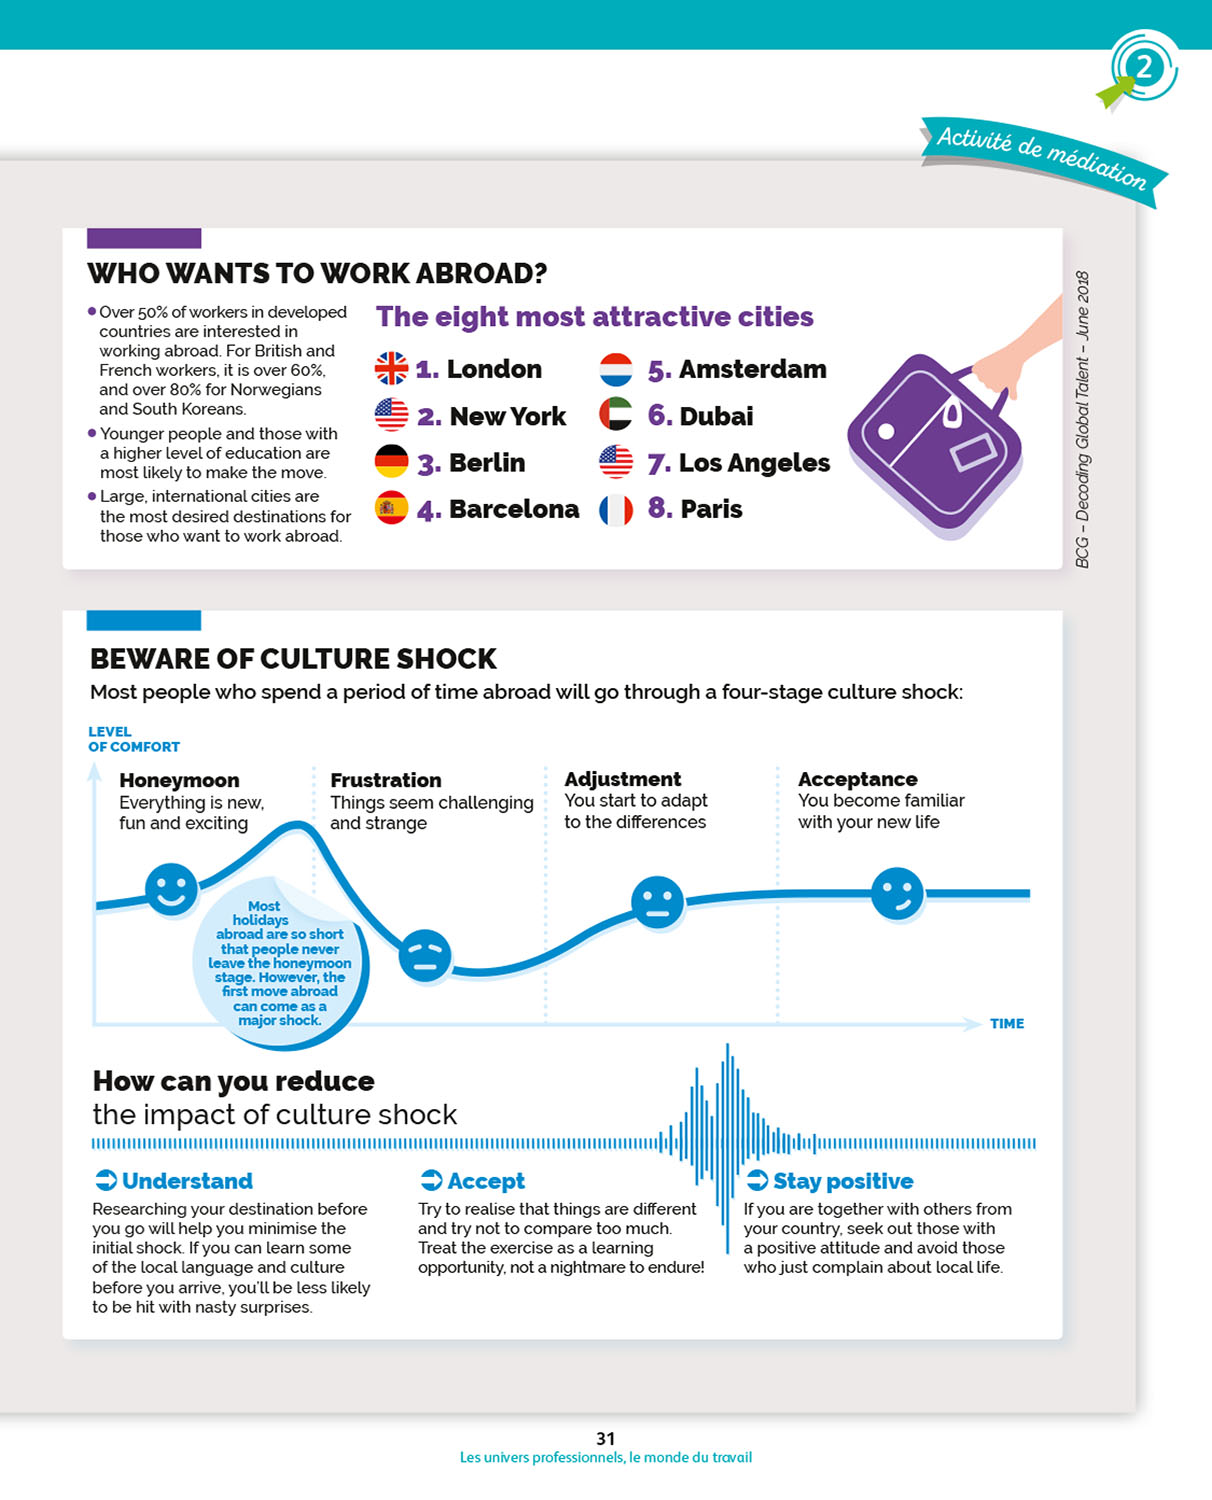 2
Activité de médiation
WHO WANTS TO WORK ABROAD?
• Over 50% of workers in developed
countries are interested in
working abroad. For British and
French workers, it is over 60%,
and over 80% for Norwegians
and South Koreans.
• Younger people and those with
a higher level of education are
most likely to make the move.
• Large, international cities are
the most desired destinations for
those who want to work abroad.
The eight most attractive cities
1. London
2. New York
3. Berlin
4. Barcelona
5. Amsterdam
6. Dubai
7. Los Angeles
8. Paris
BCG – Decoding Global Talent – June 2018
BEWARE OF CULTURE SHOCK
Most people who spend a period of time abroad will go through a four-stage culture shock:
LEVEL
OF COMFORT
Honeymoon
Everything is new,
fun and exciting
Frustration
Things seem challenging
and strange
Adjustment
You start to adapt
to the differences
Acceptance
You become familiar
with your new life
Most
holidays
abroad are so short
that people never
leave the honeymoon
stage. However, the
first move abroad
can come as a
major shock.
TIME
How can you reduce
the impact of culture shock
Understand
Researching your destination before
you go will help you minimise the
initial shock. If you can learn some
of the local language and culture
before you arrive, you'll be less likely
to be hit with nasty surprises.
Accept
Try to realise that things are different
and try not to compare too much.
Treat the exercise as a learning
opportunity, not a nightmare to endure!
Stay positive
If you are together with others from
your country, seek out those with
a positive attitude and avoid those
who just complain about local life.
31
Les univers professionnels, le monde du travail